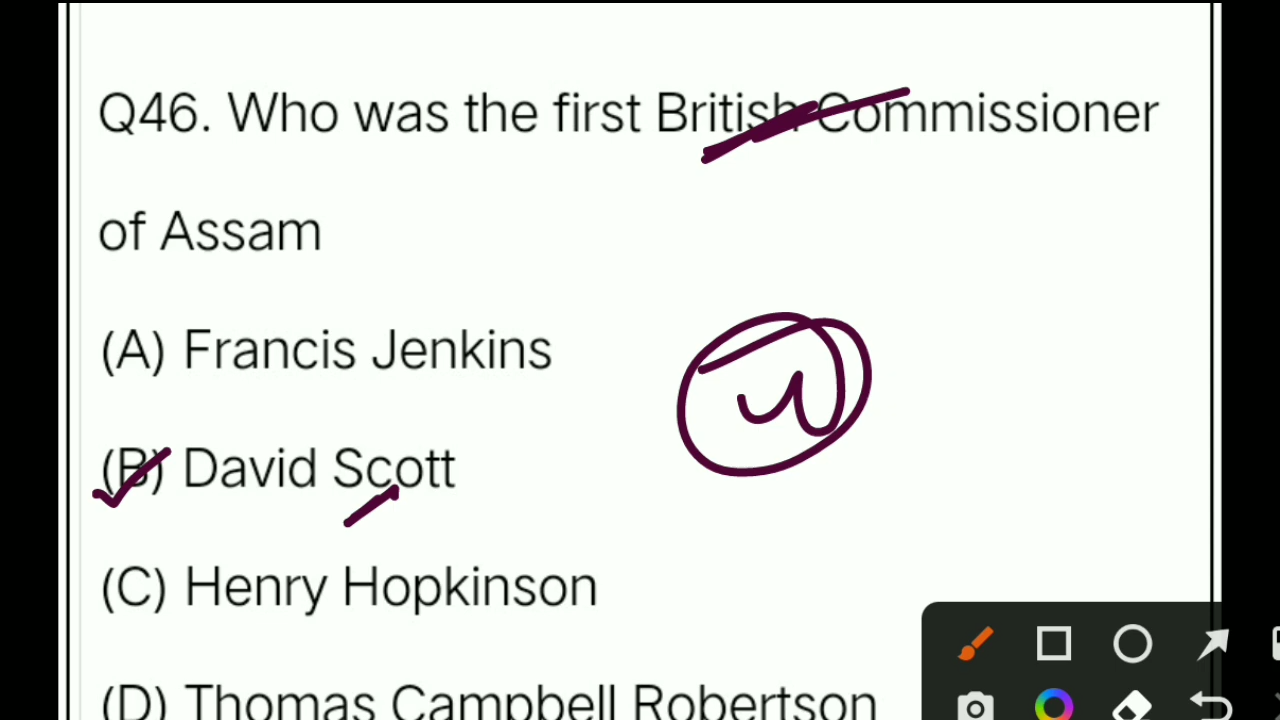 Q46. Who was the first British Commissioner
of Assam
(A) Francis Jenkins
(B) David Scott
(C) Henry Hopkinson
(D) Thomas Campbell Robertson